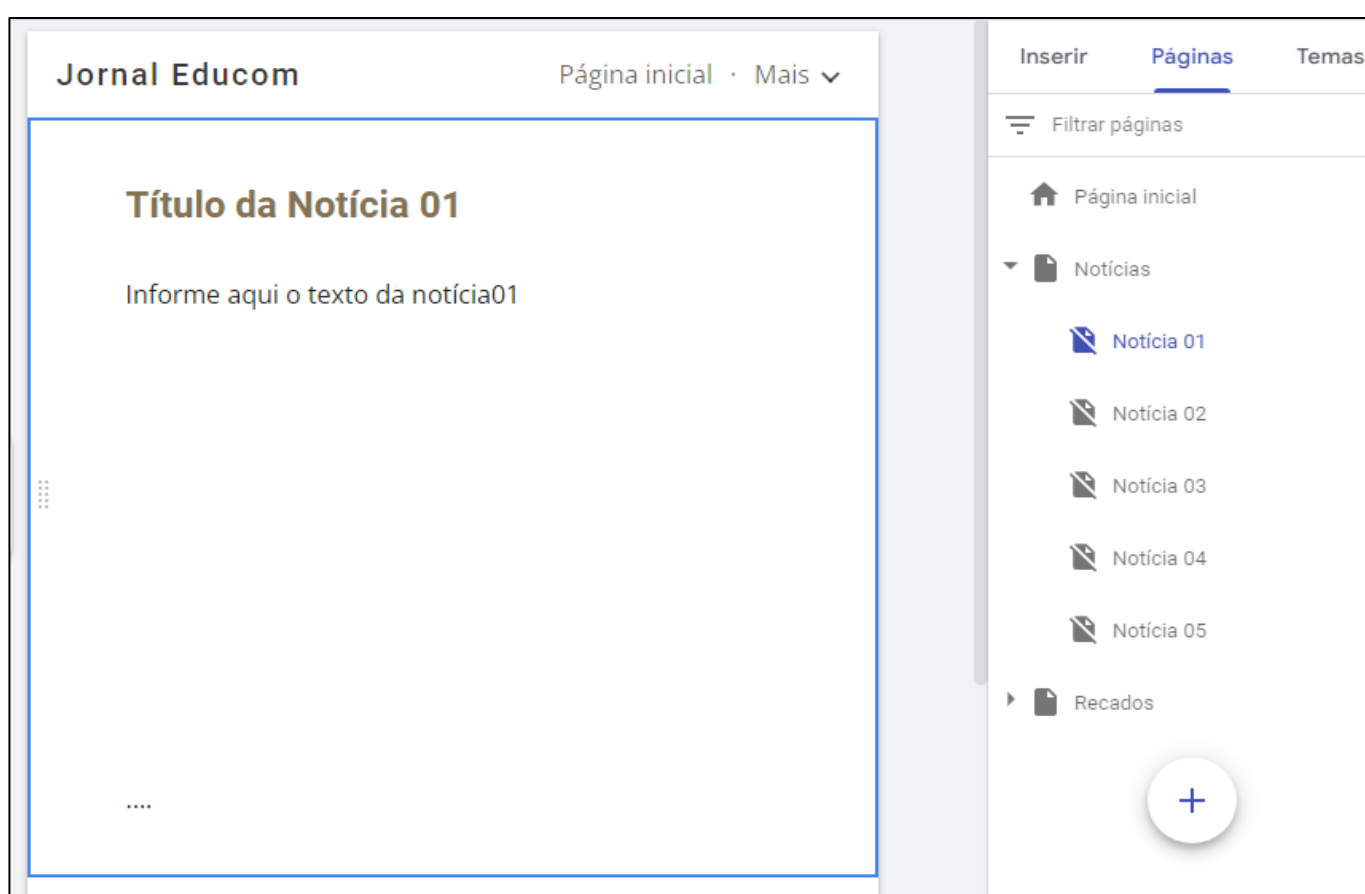 Jornal Educom
Página inicial · Mais
Título da Notícia 01
Informe aqui o texto da notícia01
....
Inserir Páginas Temas
Filtrar páginas
Página inicial
Notícias
Notícia 01
Notícia 02
Notícia 03
Notícia 04
Notícia 05
Recados
+